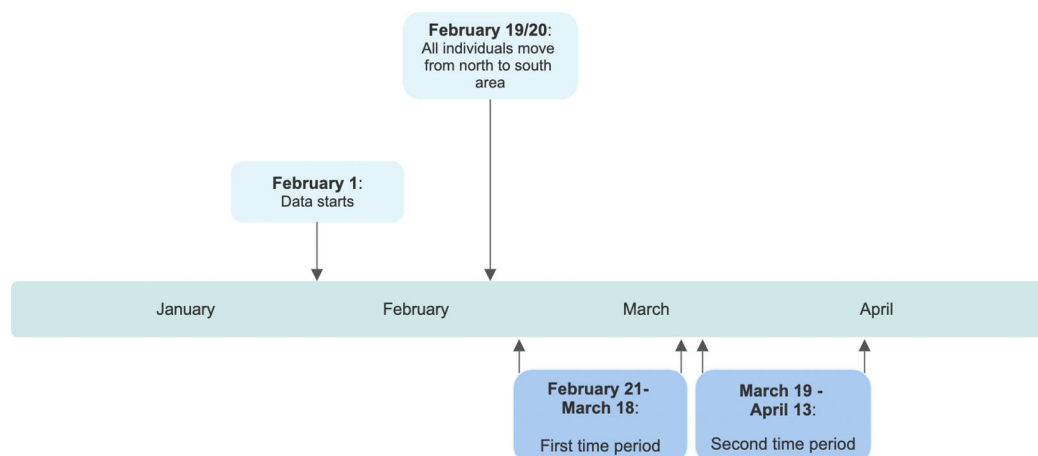 February 19/20:
All individuals move
from north to south
area
February 1:
Data starts
January
February
March
April
February 21-
March 18:
First time period
March 19 -
April 13:
Second time period